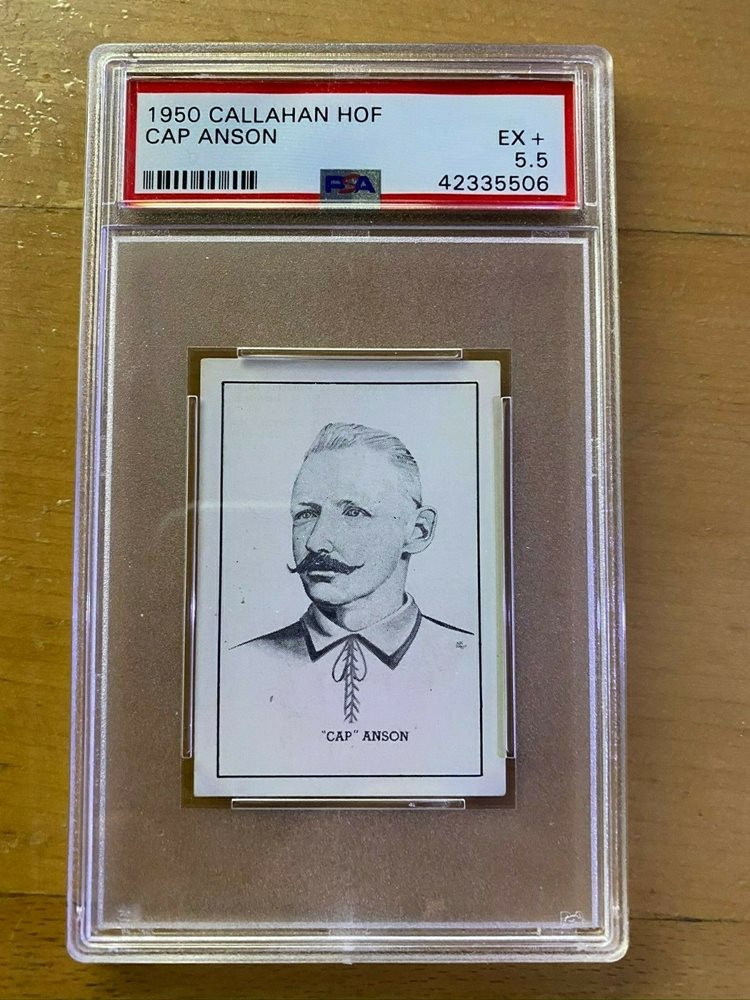 1950 CALLAHAN HOF
CAP ANSON
EX +
5.5
PSA
42335506
"CAP" ANSON